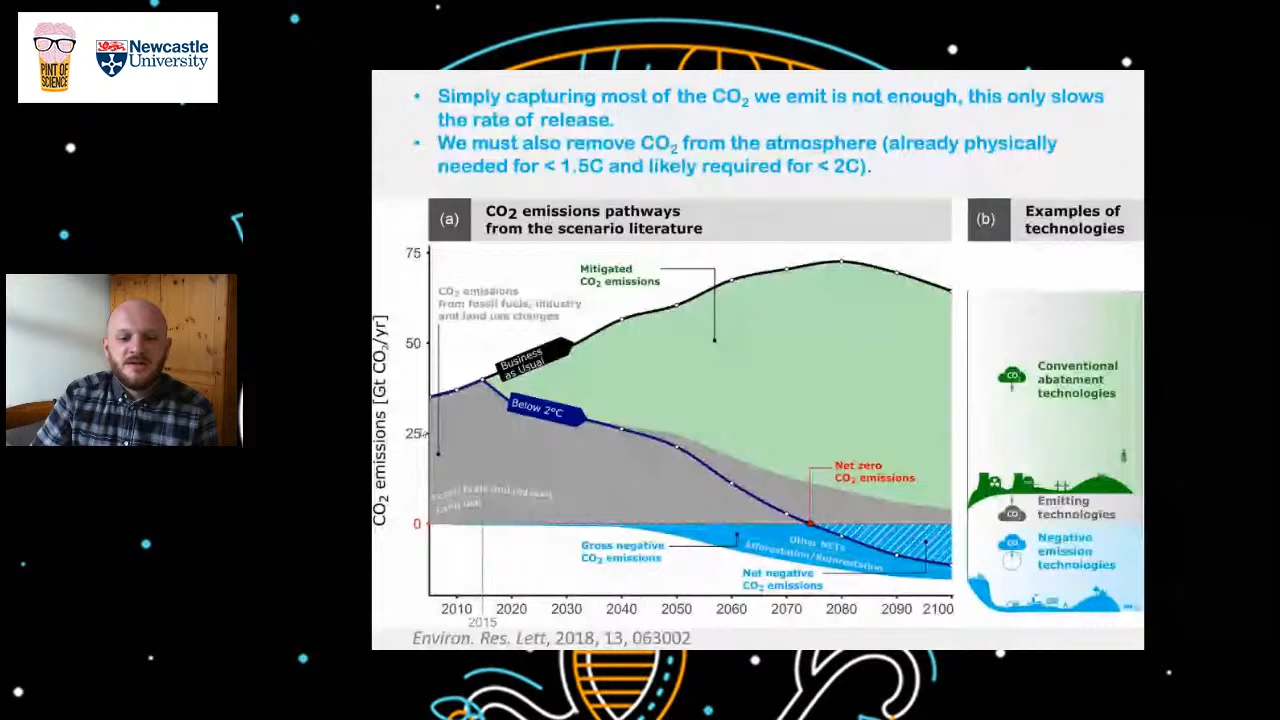 PINT OF
SCIENCE
Newcastle
University
• Simply capturing most of the CO₂ we emit is not enough, this only slows
the rate of release.
• We must also remove CO₂ from the atmosphere (already physically
needed for < 1.5C and likely required for < 2C).
(a)
CO₂ emissions pathways
from the scenario literature
CO₂ emissions [Gt CO₂/yr]
75
50
25
0
Mitigated
CO₂ emissions
CO₂ emissions
from fossil fuels, industry
and land use changes
Business
as Usual
Below 2°C
Net zero
CO₂ emissions
Land use
Gross negative
CO₂ emissions
Other NETs
Afforestation/Reforestation
Net negative
CO₂ emissions
2010 2020 2030 2040 2050 2060 2070 2080 2090 2100
2015
(b)
Examples of
technologies
CO₂
Conventional
abatement
technologies
CO₂
Emitting
technologies
CO₂
Negative
emission
technologies
Environ. Res. Lett, 2018, 13, 063002